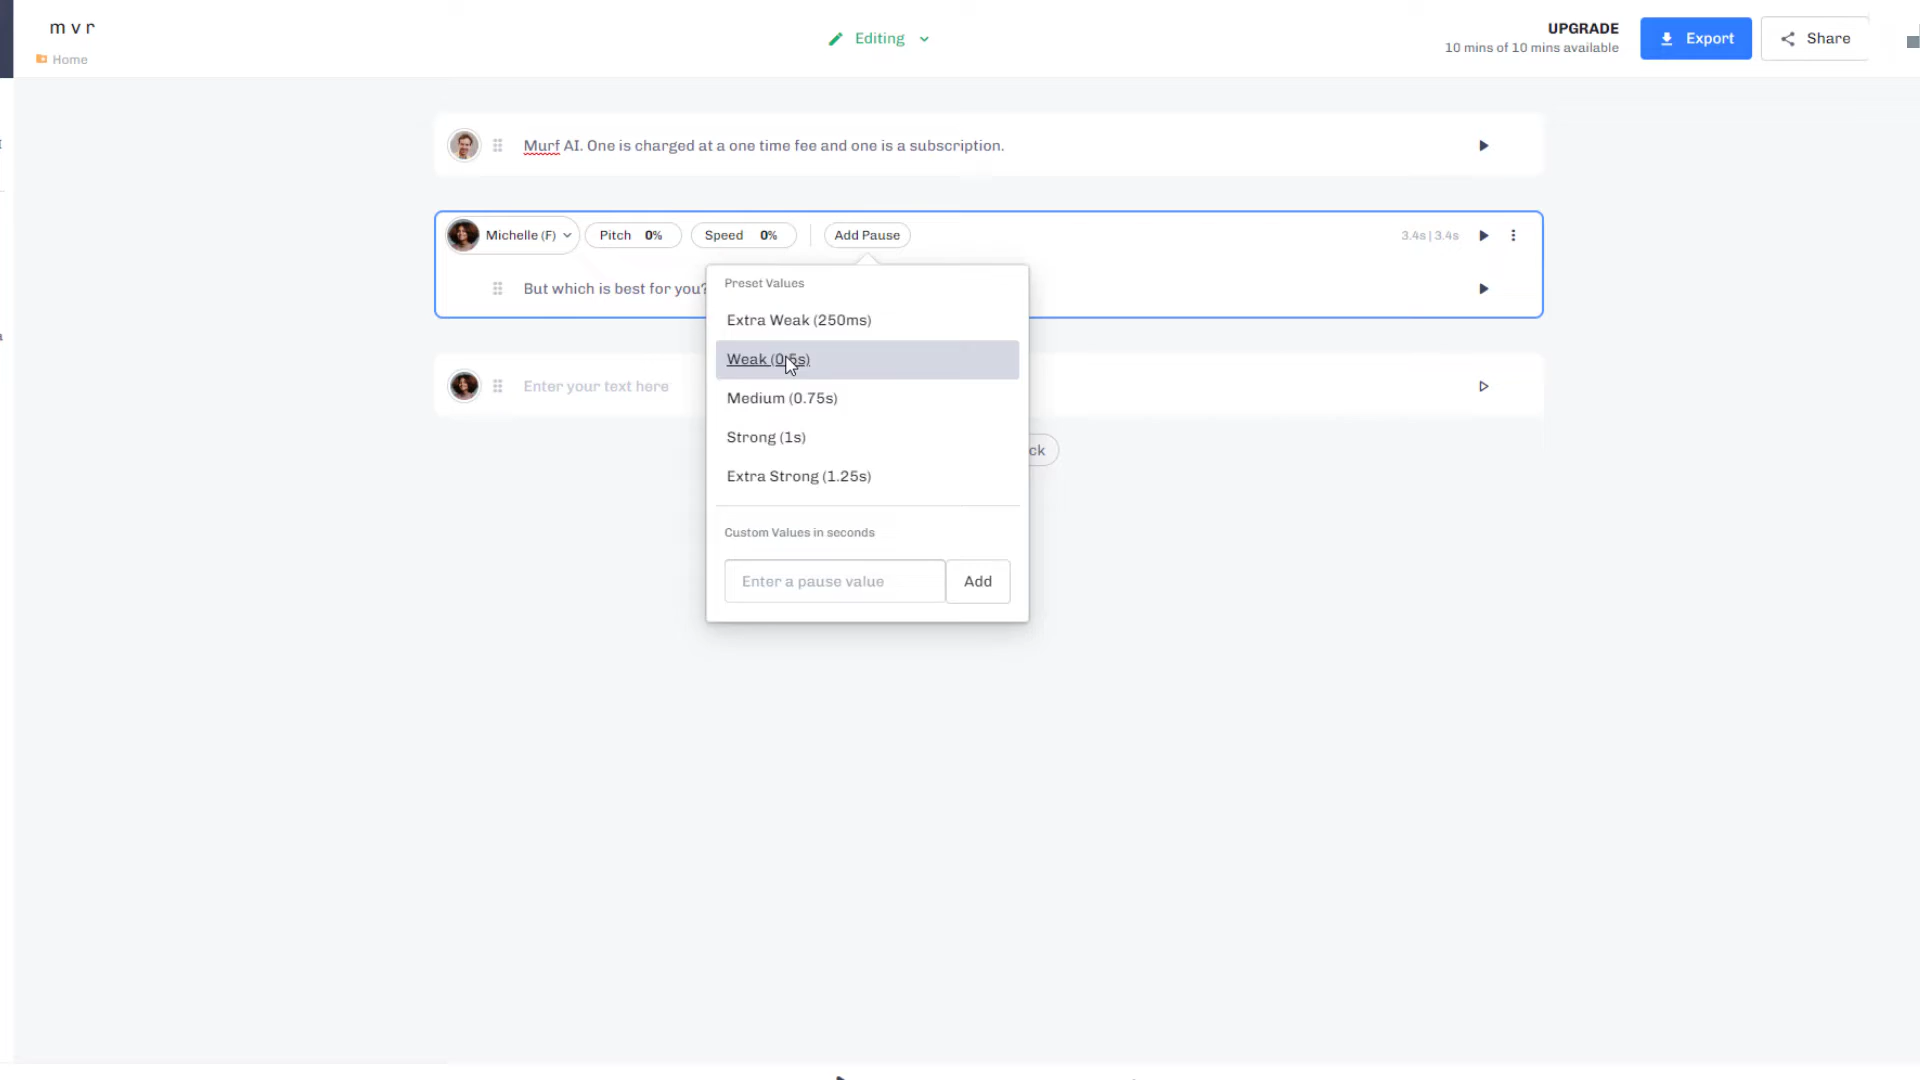 m v r
Home
Editing
UPGRADE
10 mins of 10 mins available
Export
Share
Murf AI. One is charged at a one time fee and one is a subscription.
Michelle (F)
Pitch 0%
Speed 0%
Add Pause
3.4s | 3.4s
But which is best for you?
Preset Values
Extra Weak (250ms)
Weak (0.5s)
Medium (0.75s)
Strong (1s)
Extra Strong (1.25s)
Enter your text here
ck
Custom Values in seconds
Enter a pause value
Add